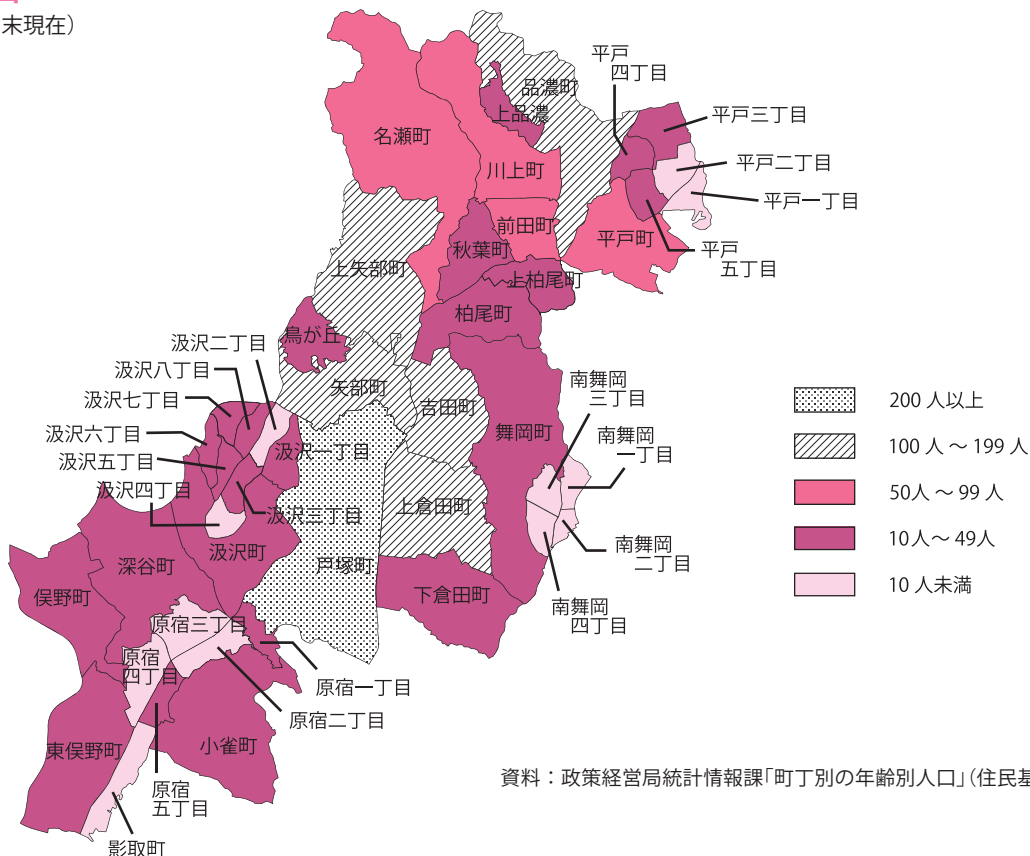 末現在）
平戸
四丁目
品濃町
上品濃
平戸三丁目
名瀬町
平戸二丁目
川上町
平戸一丁目
前田町
平戸町
秋葉町
平戸
五丁目
上矢部町
上柏尾町
柏尾町
鳥が丘
汲沢二丁目
汲沢八丁目
矢部町
南舞岡
三丁目
汲沢七丁目
吉田町
200 人以上
汲沢六丁目
舞岡町
南舞岡
一丁目
100 人～199 人
汲沢一丁目
汲沢五丁目
汲沢四丁目
50人～99 人
上倉田町
汲沢三丁目
10人～49人
汲沢町
南舞岡
二丁目
深谷町
戸塚町
10 人未満
俣野町
下倉田町
南舞岡
四丁目
原宿三丁目
原宿
四丁目
原宿一丁目
原宿二丁目
東俣野町
小雀町
資料：政策経営局統計情報課「町丁別の年齢別人口」（住民基
原宿
五丁目
影取町